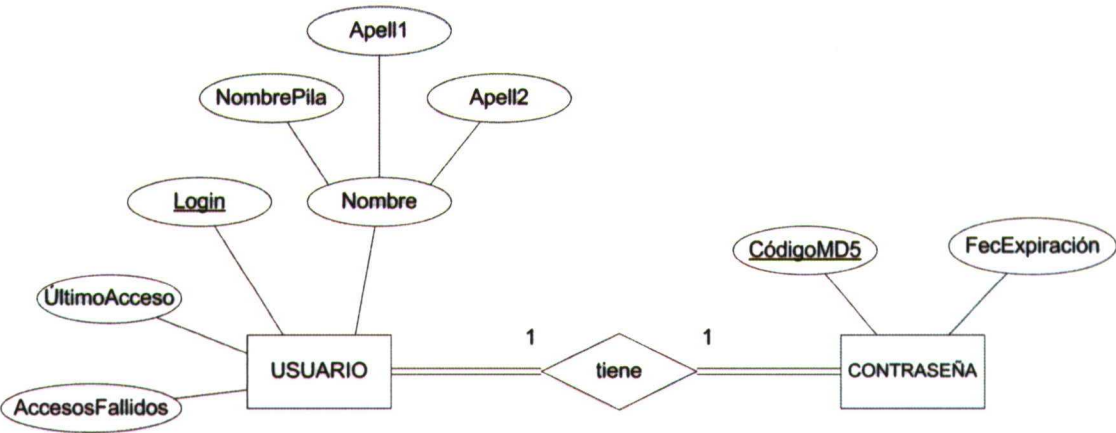 Apell1
NombrePila
Apell2
Login
Nombre
CódigoMD5
FecExpiración
ÚltimoAcceso
1
1
USUARIO
tiene
CONTRASEÑA
AccesosFallidos